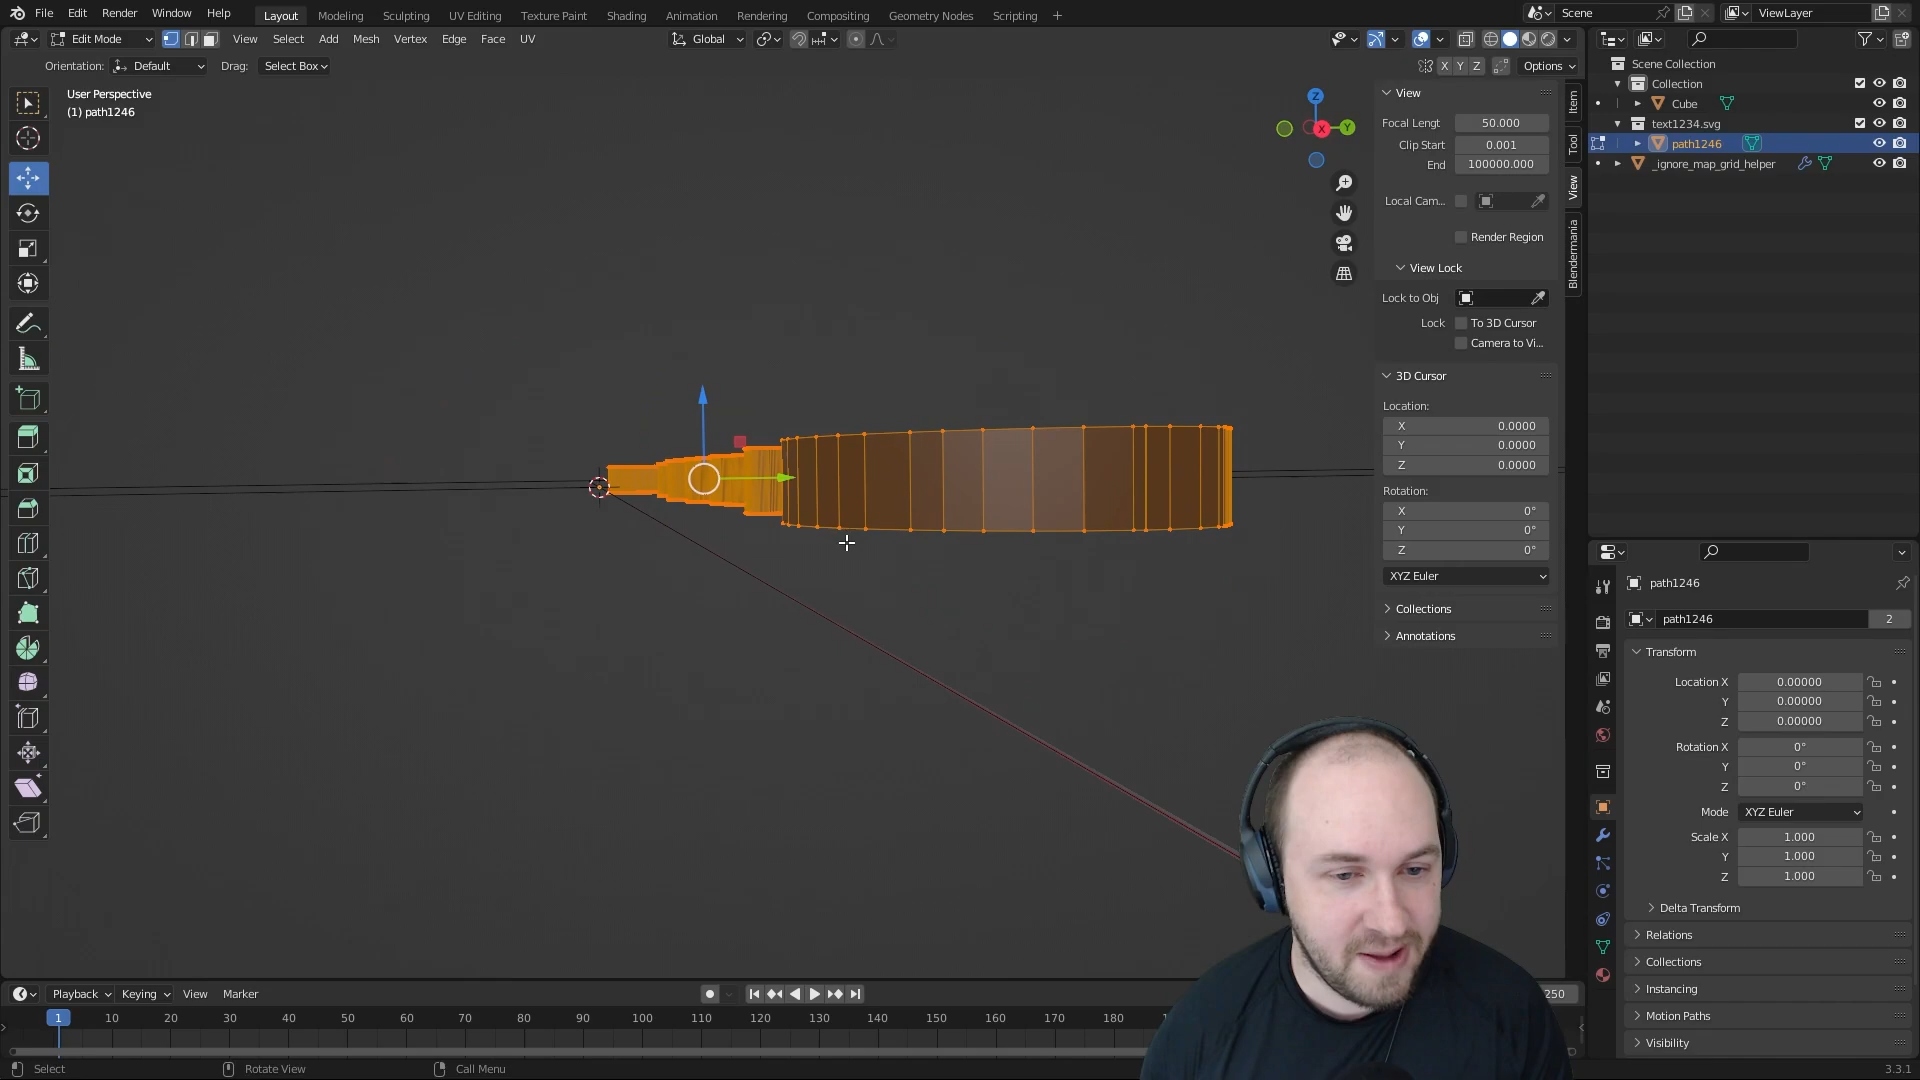 File Edit Render Window Help
Layout Modeling Sculpting UV Editing Texture Paint Shading Animation Rendering Compositing Geometry Nodes Scripting +
Scene
ViewLayer
Edit Mode
View Select Add Mesh Vertex Edge Face UV
Global
Orientation: Default Drag: Select Box
X Y Z Options
User Perspective
(1) path1246
Z
X
Y
View
Focal Lengt 50.000
Clip Start 0.001
End 100000.000
Local Cam...
Render Region
View Lock
Lock to Obj
Lock To 3D Cursor
Camera to Vi...
3D Cursor
Location:
X 0.0000
Y 0.0000
Z 0.0000
Rotation:
X 0°
Y 0°
Z 0°
XYZ Euler
Collections
Annotations
Item
Tool
View
Blendermania
Scene Collection
Collection
Cube
text1234.svg
path1246
_ignore_map_grid_helper
path1246
path1246 2
Transform
Location X 0.00000
Y 0.00000
Z 0.00000
Rotation X 0°
Y 0°
Z 0°
Mode XYZ Euler
Scale X 1.000
Y 1.000
Z 1.000
Delta Transform
Relations
Collections
Instancing
Motion Paths
Visibility
Playback Keying View Marker
250
1 10 20 30 40 50 60 70 80 90 100 110 120 130 140 150 160 170 180
Select Rotate View Call Menu
3.3.1